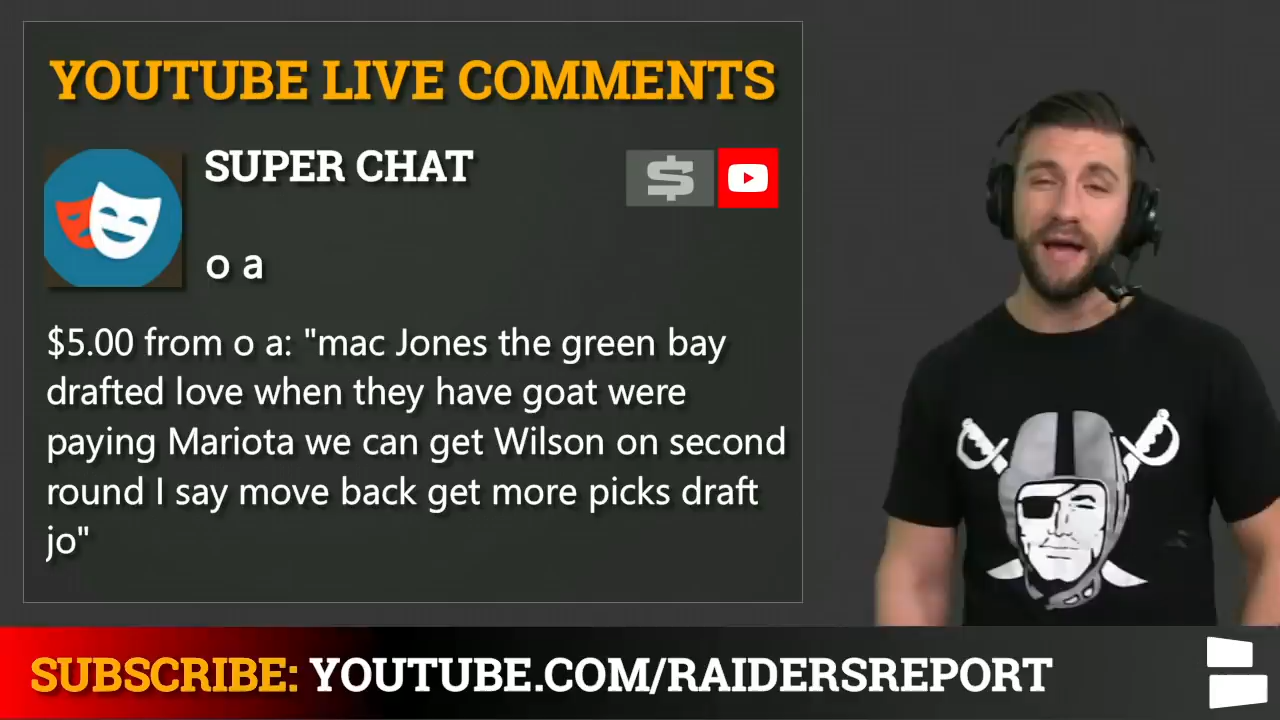 YOUTUBE LIVE COMMENTS
SUPER CHAT
$
o a
$5.00 from o a: "mac Jones the green bay
drafted love when they have goat were
paying Mariota we can get Wilson on second
round I say move back get more picks draft
jo"
SUBSCRIBE: YOUTUBE.COM/RAIDERSREPORT